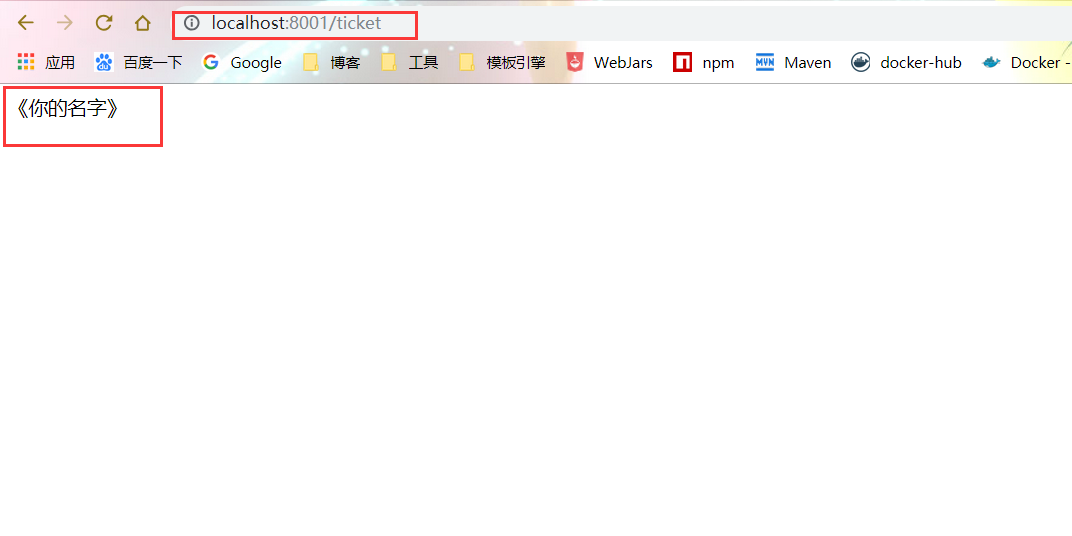 localhost:8001/ticket
应用 百度一下 Google 博客 工具 模板引擎 WebJars npm Maven docker-hub Docker -
《你的名字》